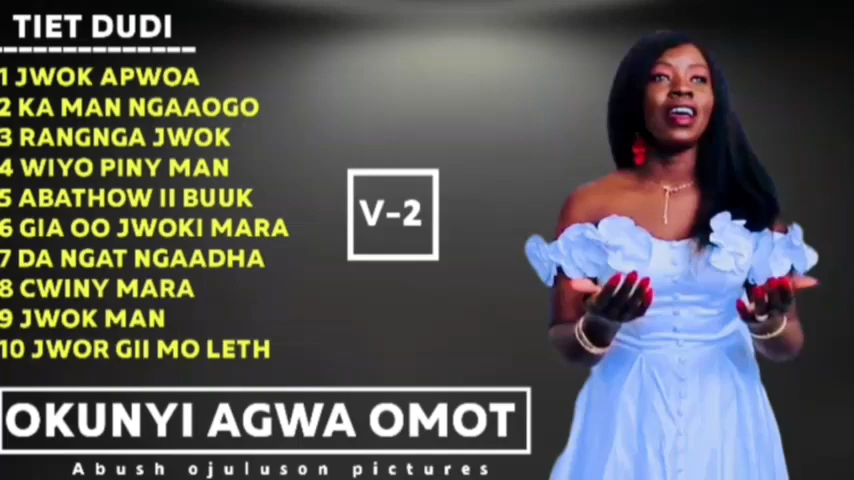 TIET DUDI
1 JWOK APWOA
2 KA MAN NGAAOGO
3 RANGNGA JWOK
4 WIYO PINY MAN
5 ABATHOW II BUUK
6 GIA OO JWOKI MARA
7 DA NGAT NGAADHA
8 CWINY MARA
9 JWOK MAN
10 JWOR GII MO LETH
V-2
OKUNYI AGWA OMOT
Abush ojuluson pictures